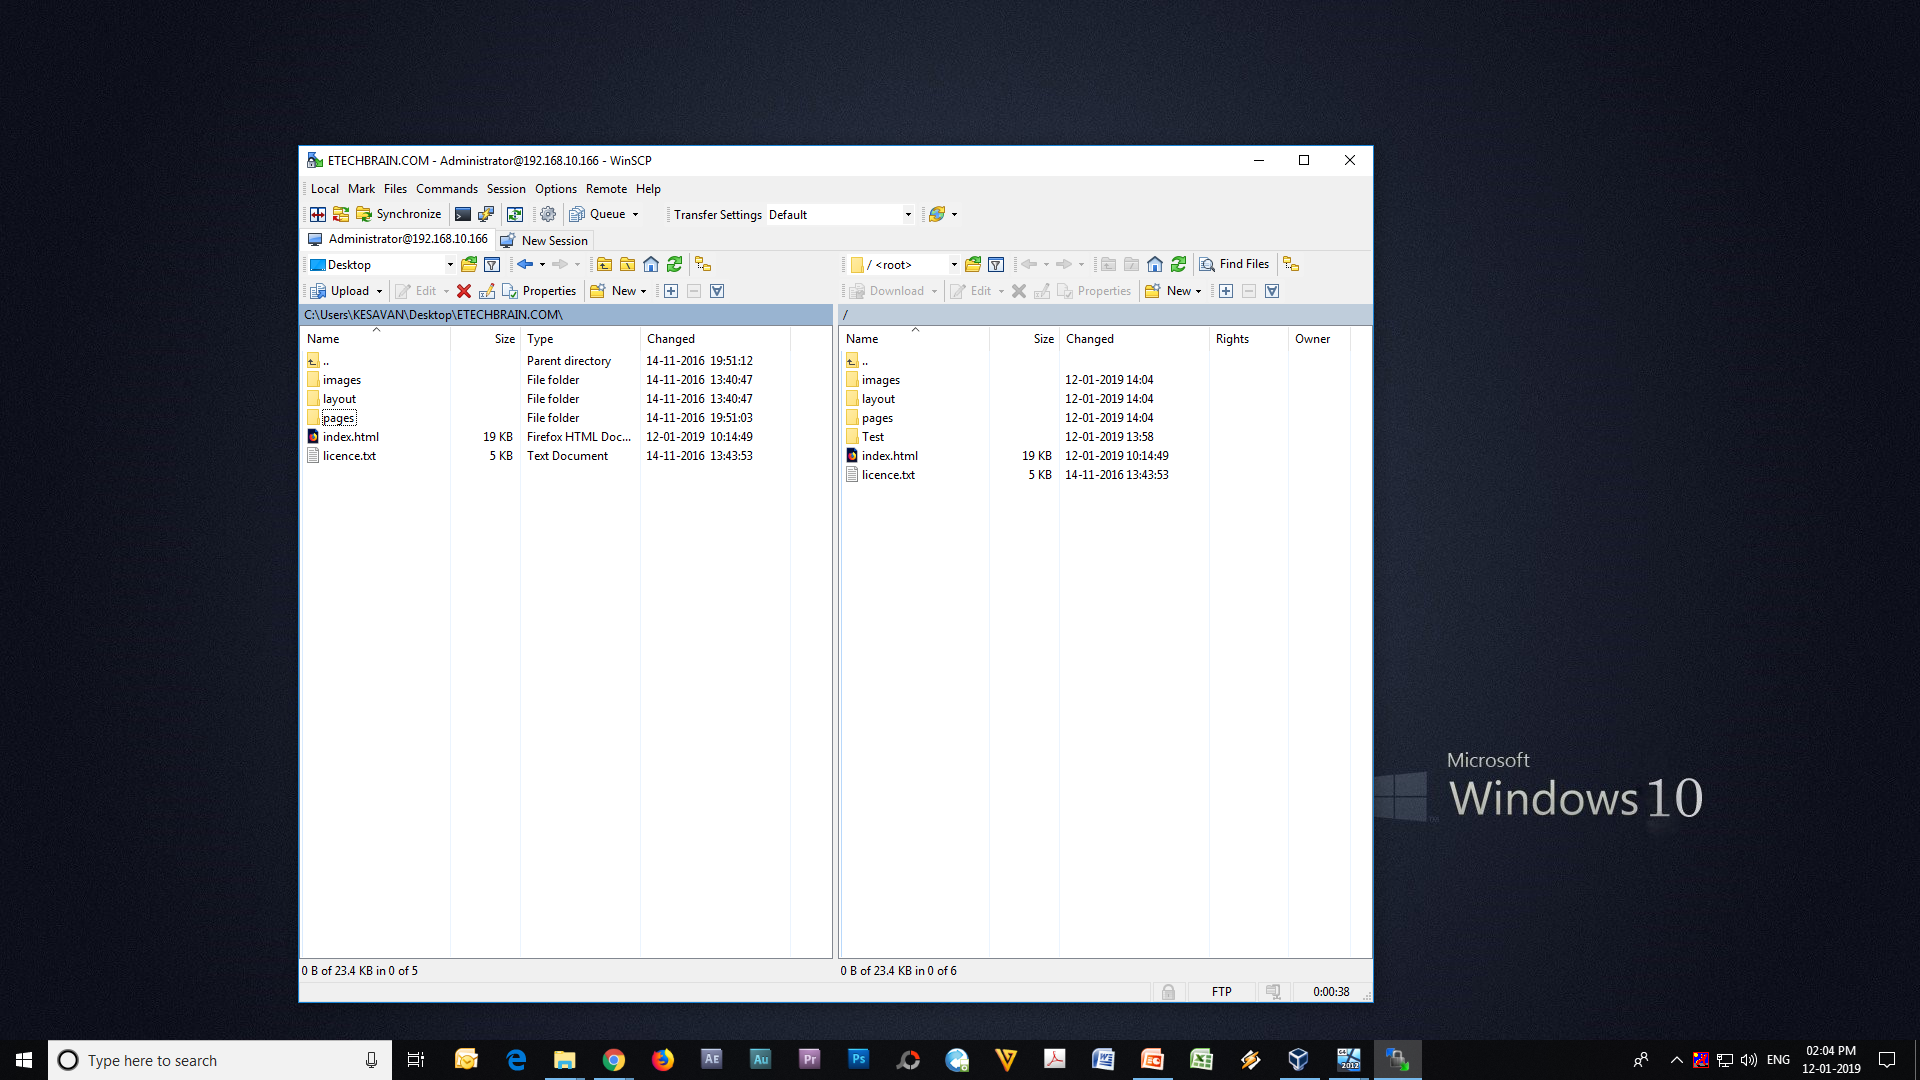 ETECHBRAIN.COM - Administrator@192.168.10.166 - WinSCP
Local Mark Files Commands Session Options Remote Help
Synchronize Queue Transfer Settings Default
Administrator@192.168.10.166 New Session
Desktop / <root> Find Files
Upload Edit Properties New Download Edit Properties New
C:\Users\KESAVAN\Desktop\ETECHBRAIN.COM\ /
Name Size Type Changed Name Size Changed Rights Owner
.. Parent directory 14-11-2016 19:51:12 ..
images File folder 14-11-2016 13:40:47 images 12-01-2019 14:04
layout File folder 14-11-2016 13:40:47 layout 12-01-2019 14:04
pages File folder 14-11-2016 19:51:03 pages 12-01-2019 14:04
index.html 19 KB Firefox HTML Doc... 12-01-2019 10:14:49 Test 12-01-2019 13:58
licence.txt 5 KB Text Document 14-11-2016 13:43:53 index.html 19 KB 12-01-2019 10:14:49
licence.txt 5 KB 14-11-2016 13:43:53
Microsoft
Windows 10
0 B of 23.4 KB in 0 of 5 0 B of 23.4 KB in 0 of 6
FTP 0:00:38
Type here to search AE Au Pr Ps 2012 ENG 02:04 PM
12-01-2019